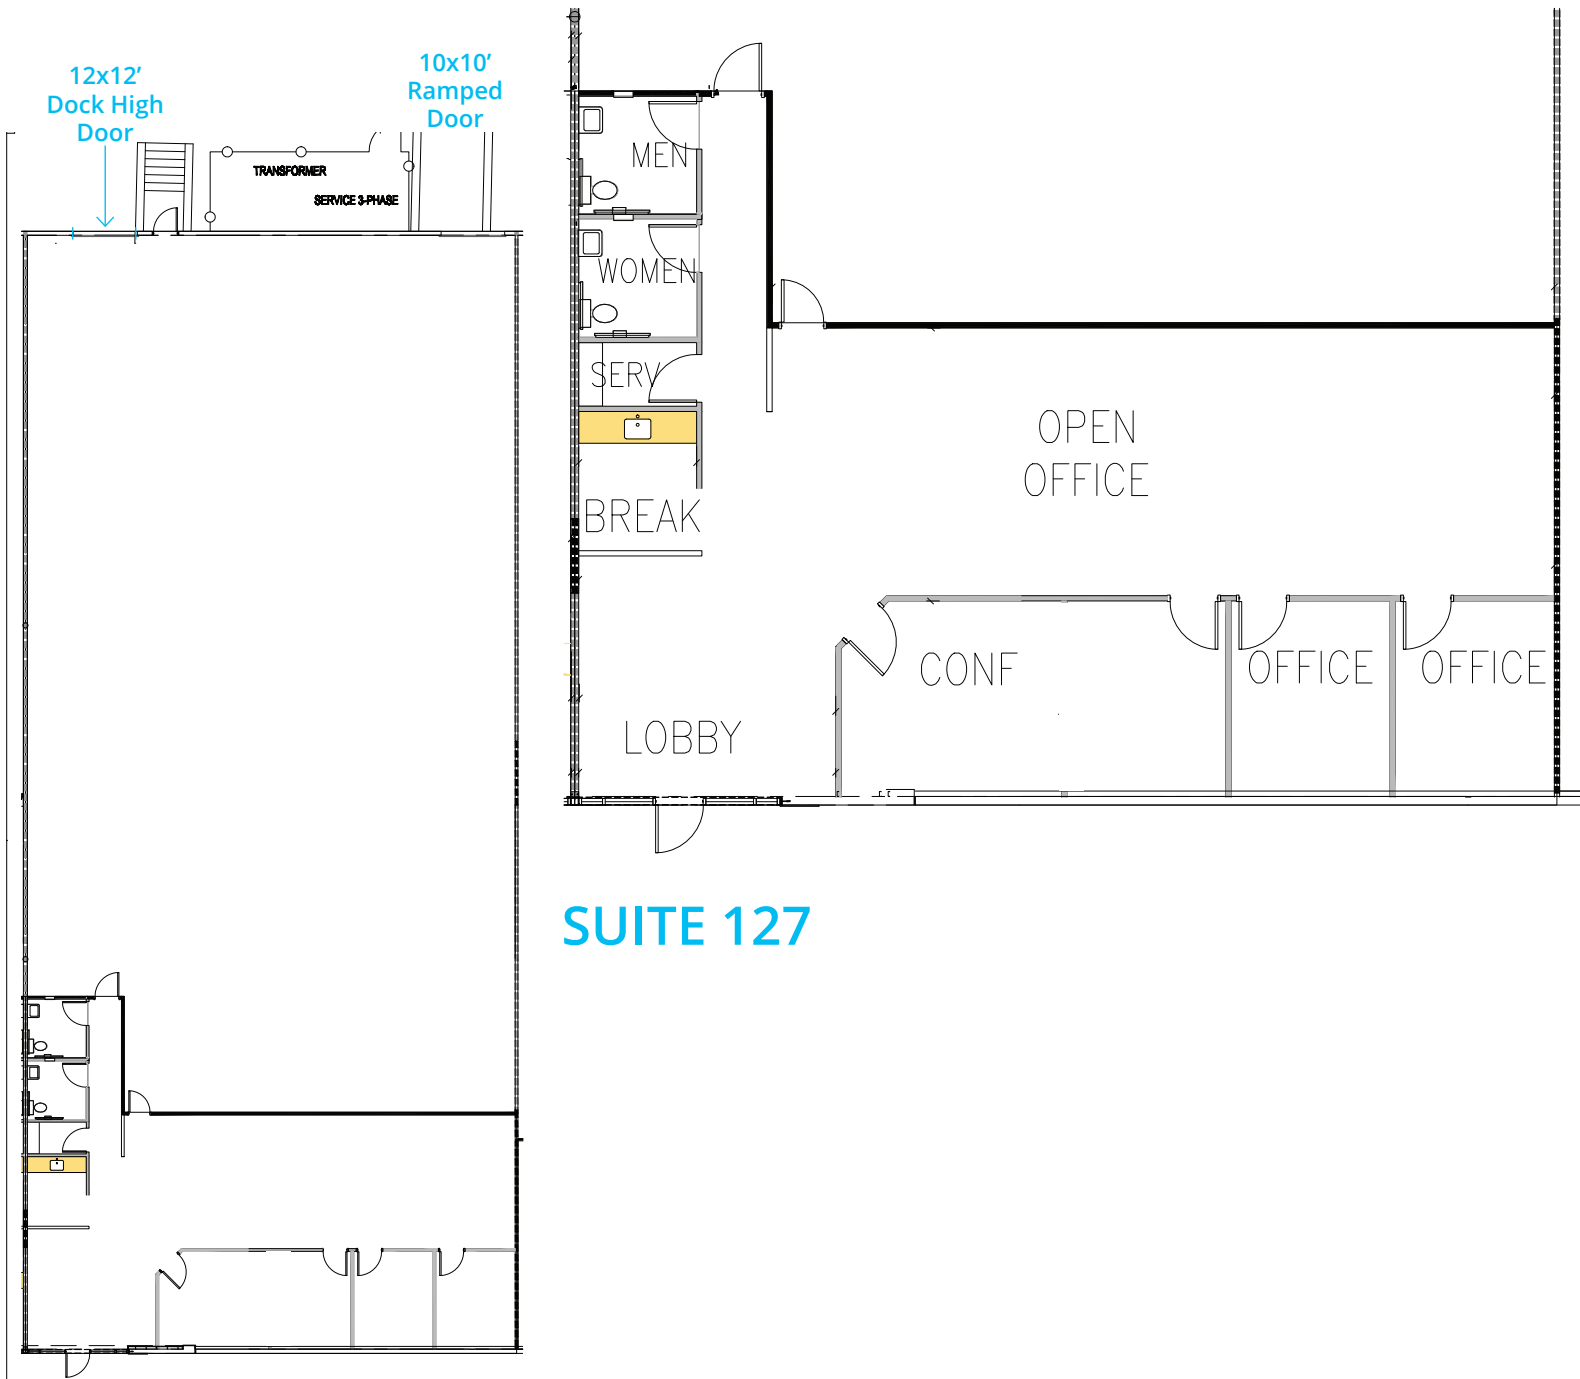 12x12’
Dock High
Door
10x10’
Ramped
Door
TRANSFORMER
SERVICE 3-PHASE
MEN
WOMEN
SERV
BREAK
OPEN
OFFICE
CONF
OFFICE
OFFICE
LOBBY
SUITE 127